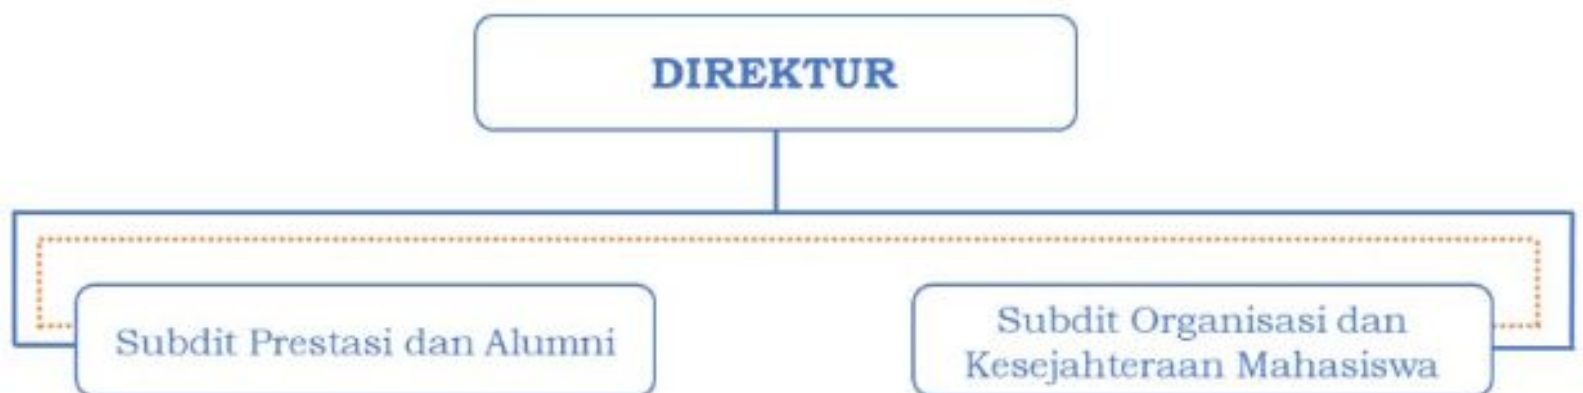 DIREKTUR
Subdit Prestasi dan Alumni
Subdit Organisasi dan
Kesejahteraan Mahasiswa